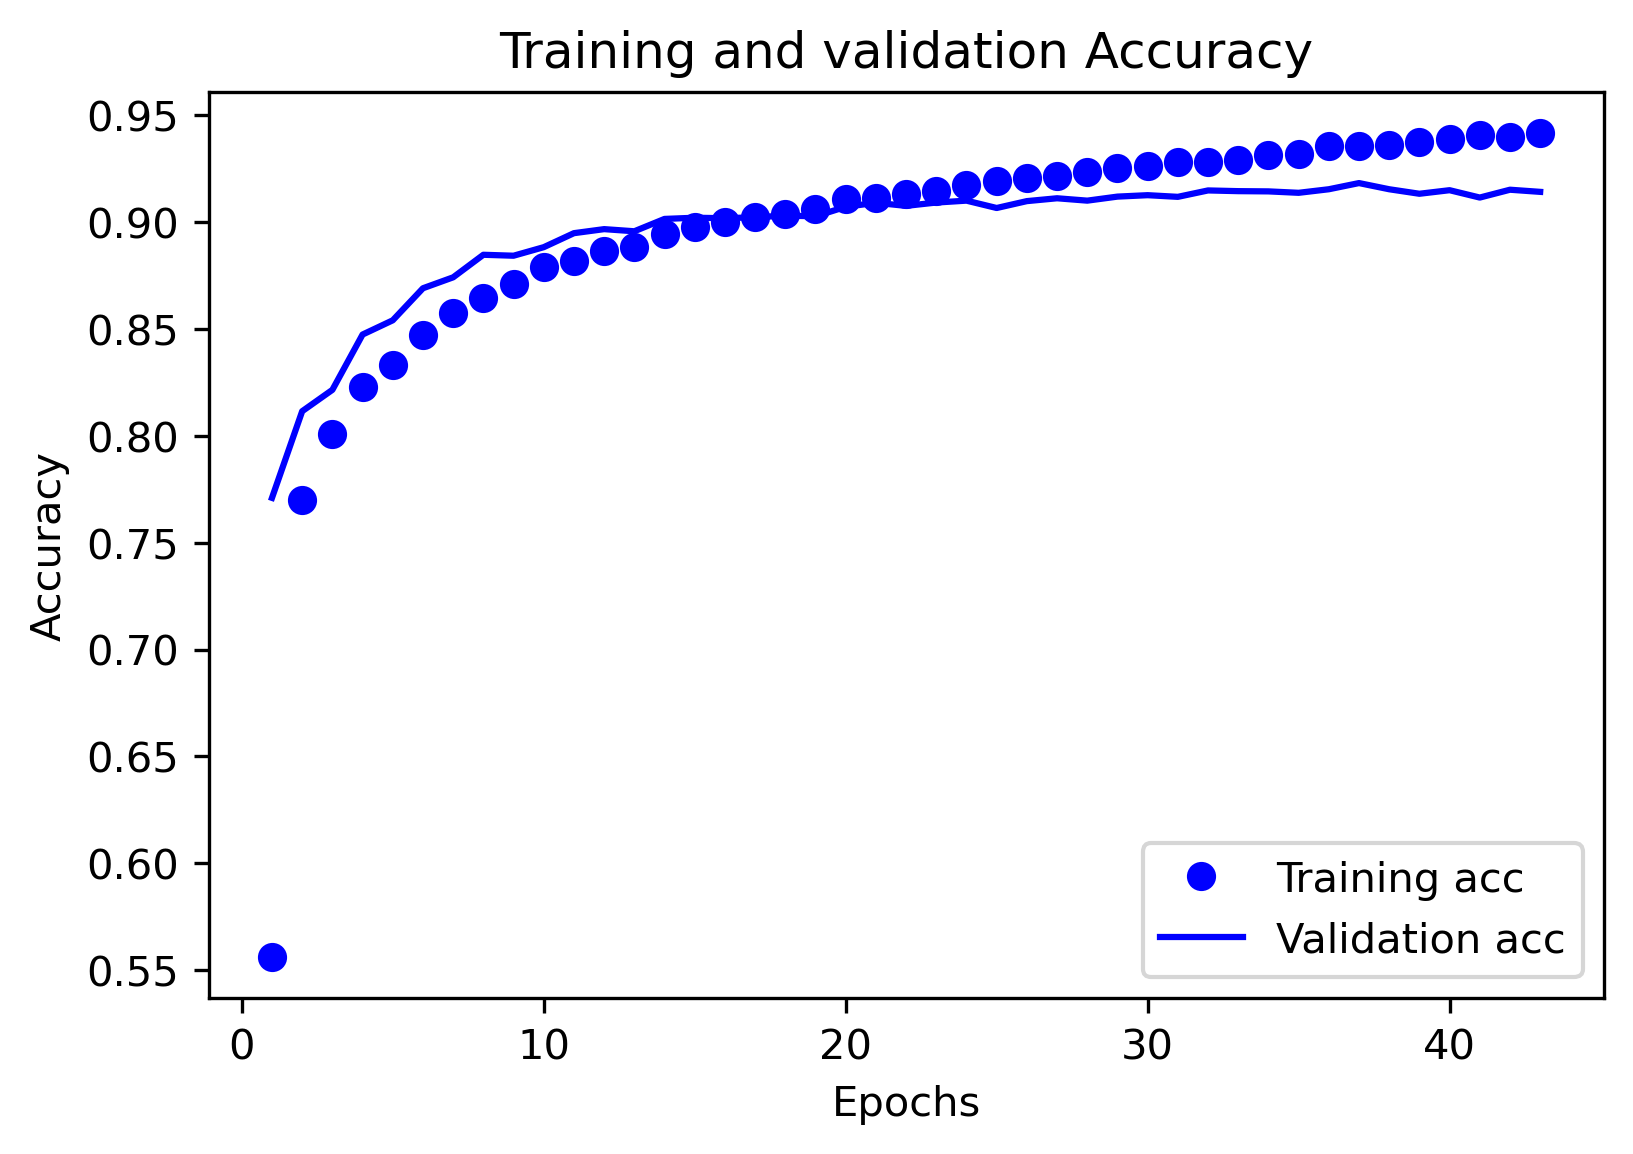 Training and validation Accuracy
0.95
0.90
0.85
0.80
0.75
0.70
0.65
0.60
0.55
Accuracy
Training acc
Validation acc
0 10 20 30 40
Epochs